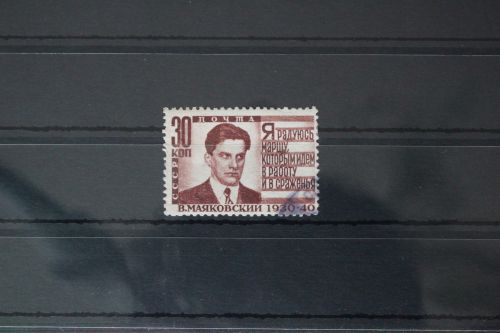 ПОЧТА
30
КОП
СССР
Я радуюсь
маршу,
которым идем
в работу
и в сраженья
В.МАЯКОВСКИЙ 1930-40